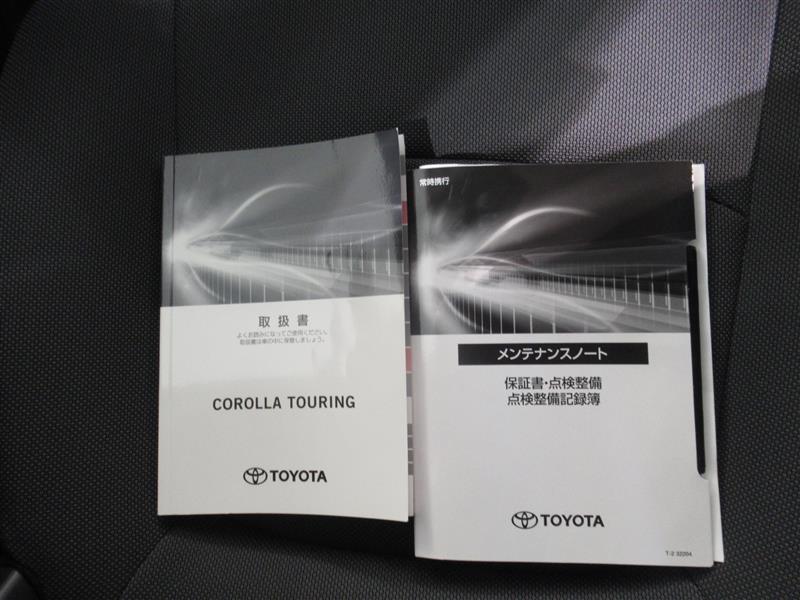 取扱書
よくお読みになってご使用ください。
取扱書は車の中に保管しましょう。
COROLLA TOURING
TOYOTA
常時携行
メンテナンスノート
保証書・点検整備
点検整備記録簿
TOYOTA
T-2 32204